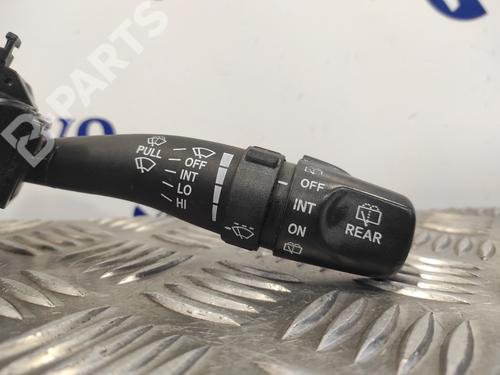 PULL
OFF
INT
LO
HI
OFF
INT
ON
REAR
B PARTS